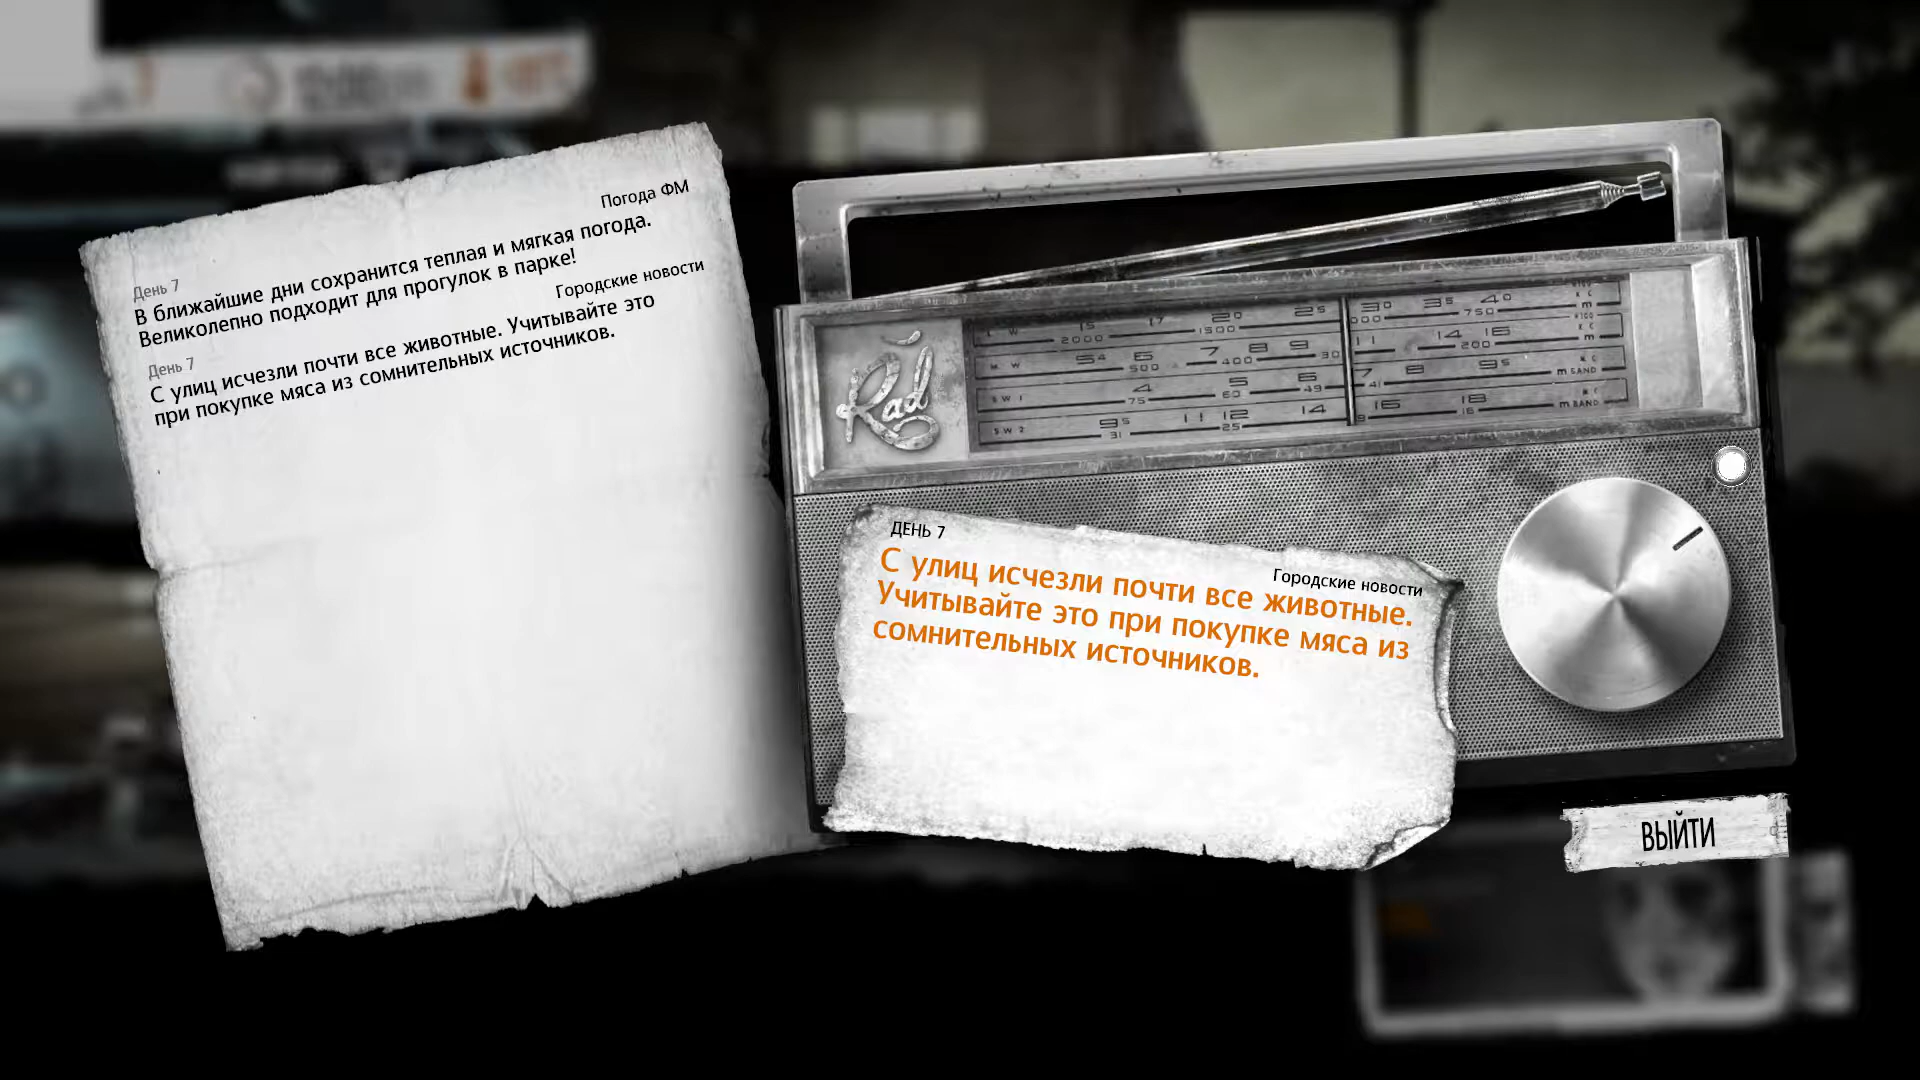 Погода ФМ
День 7
В ближайшие дни сохранится теплая и мягкая погода.
Великолепно подходит для прогулок в парке!
Городские новости
День 7
С улиц исчезли почти все животные. Учитывайте это
при покупке мяса из сомнительных источников.
Rad
ДЕНЬ 7
Городские новости
С улиц исчезли почти все животные.
Учитывайте это при покупке мяса из
сомнительных источников.
ВЫЙТИ